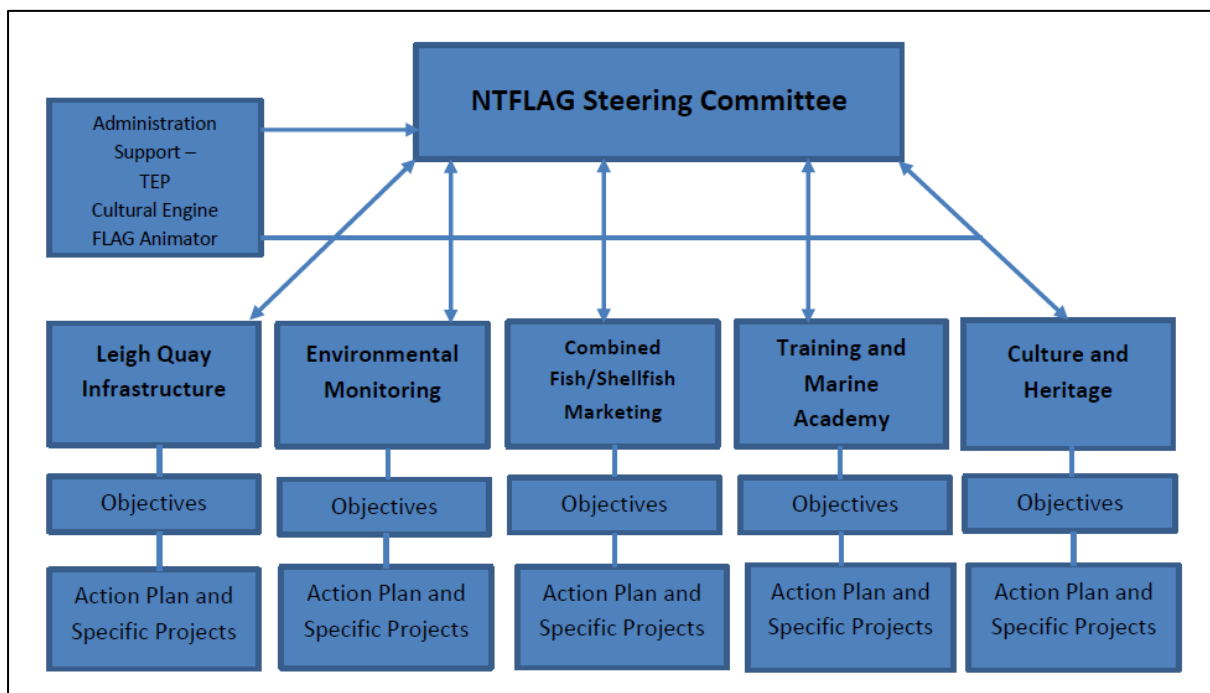 NTFLAG Steering Committee
Administration
Support –
TEP
Cultural Engine
FLAG Animator
Leigh Quay
Infrastructure
Environmental
Monitoring
Combined
Fish/Shellfish
Marketing
Training and
Marine
Academy
Culture and
Heritage
Objectives
Objectives
Objectives
Objectives
Objectives
Action Plan and
Specific Projects
Action Plan and
Specific Projects
Action Plan and
Specific Projects
Action Plan and
Specific Projects
Action Plan and
Specific Projects